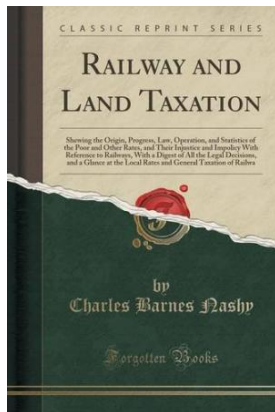 CLASSIC REPRINT SERIES
RAILWAY AND
LAND TAXATION
Showing the Origin, Progress, Law, Operation, and Statistics of
the Poor and Other Rates, and Their Injustice and Impolicy With
Reference to Railways, With a Digest of All the Legal Decisions,
and a Glance at the Local Rates and General Taxation of Railwa
by
Charles Barnes Nashy
Forgotten Books